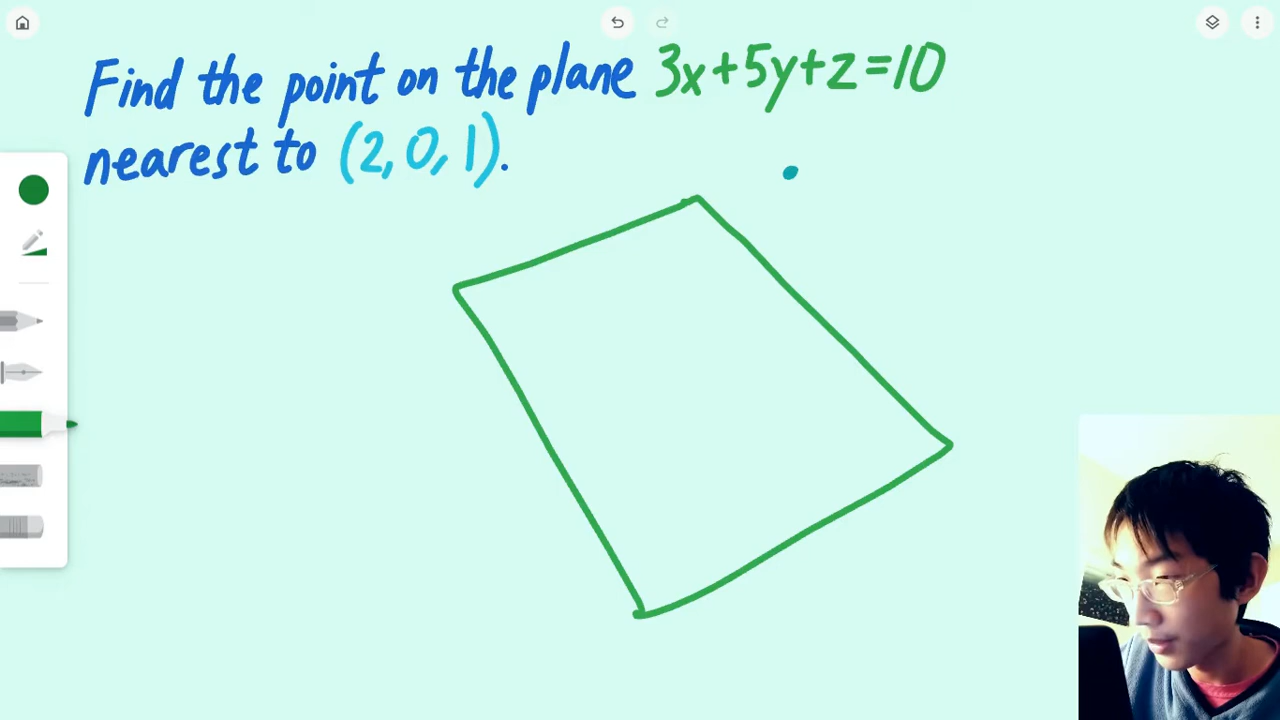 Find the point on the plane 3x+5y+z=10
nearest to (2,0,1).